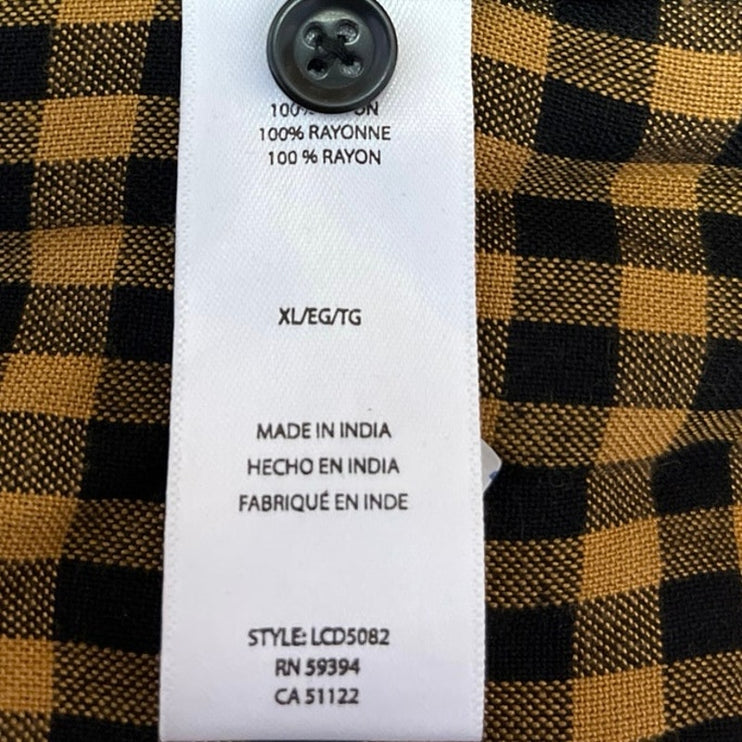 100%
100% RAYONNE
100 % RAYON
XL/EG/TG
MADE IN INDIA
HECHO EN INDIA
FABRIQUÉ EN INDE
STYLE: LCD5082
RN 59394
CA 51122